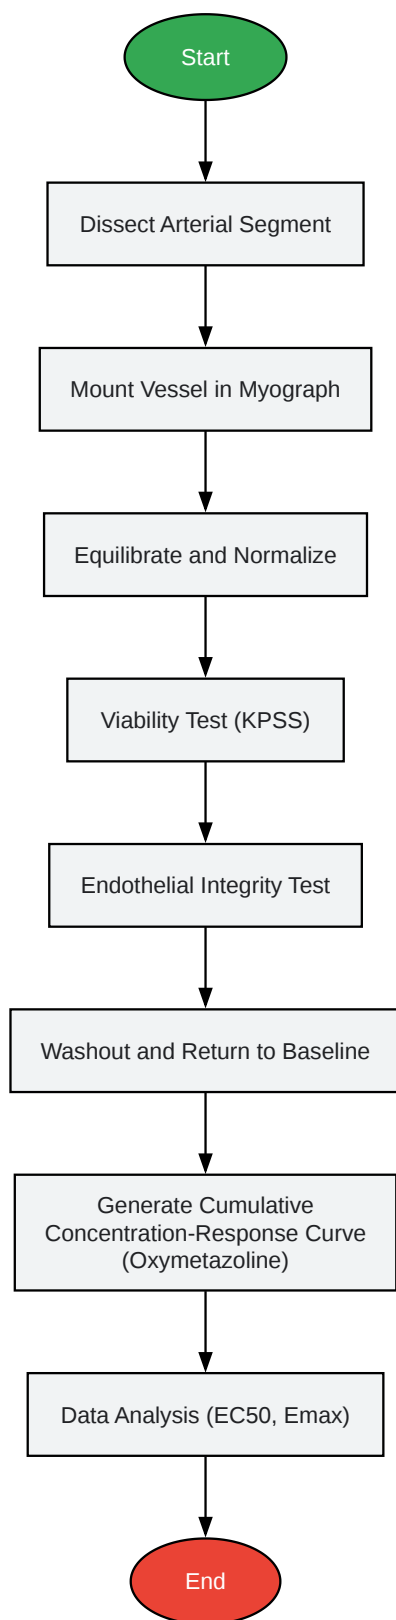 Start
Dissect Arterial Segment
Mount Vessel in Myograph
Equilibrate and Normalize
Viability Test (KPSS)
Endothelial Integrity Test
Washout and Return to Baseline
Generate Cumulative
Concentration-Response Curve
(Oxymetazoline)
Data Analysis (EC50, Emax)
End